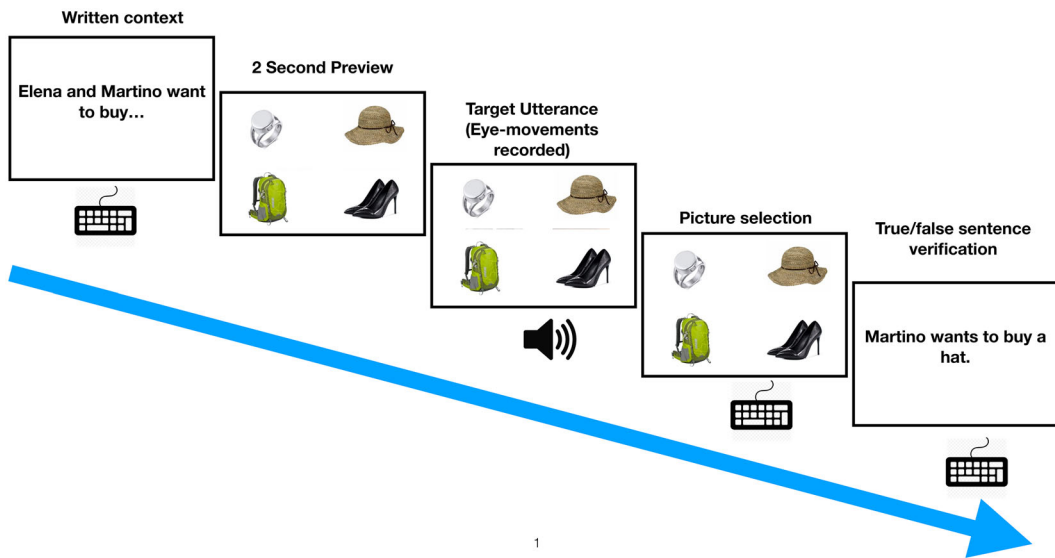 Written context
Elena and Martino want
to buy…
2 Second Preview
Target Utterance
(Eye-movements
recorded)
Picture selection
True/false sentence
verification
Martino wants to buy a
hat.
1